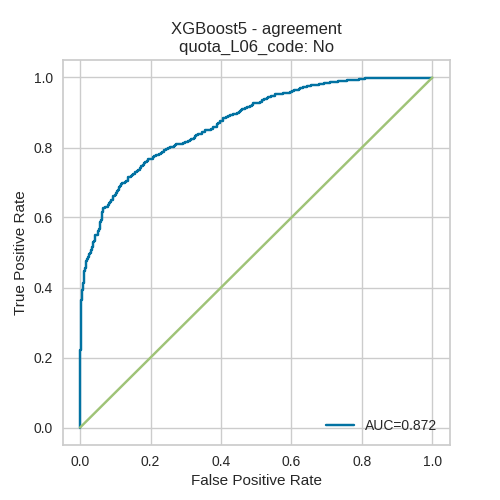 XGBoost5 - agreement
quota_L06_code: No
1.0
0.8
0.6
0.4
0.2
0.0
True Positive Rate
0.0 0.2 0.4 0.6 0.8 1.0
False Positive Rate
AUC=0.872